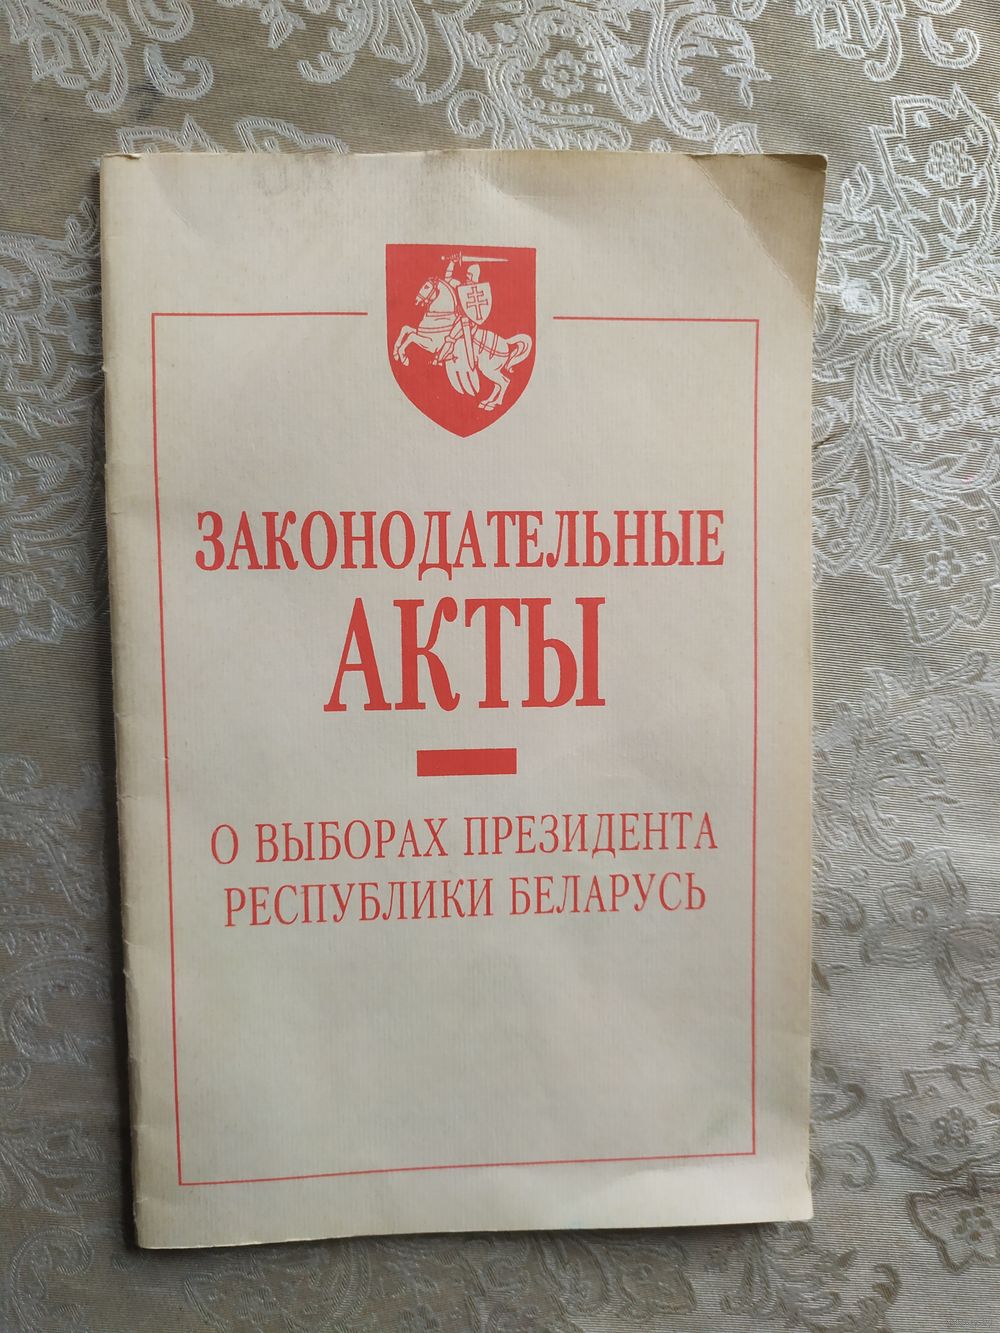 ЗАКОНОДАТЕЛЬНЫЕ
АКТЫ
О ВЫБОРАХ ПРЕЗИДЕНТА
РЕСПУБЛИКИ БЕЛАРУСЬ